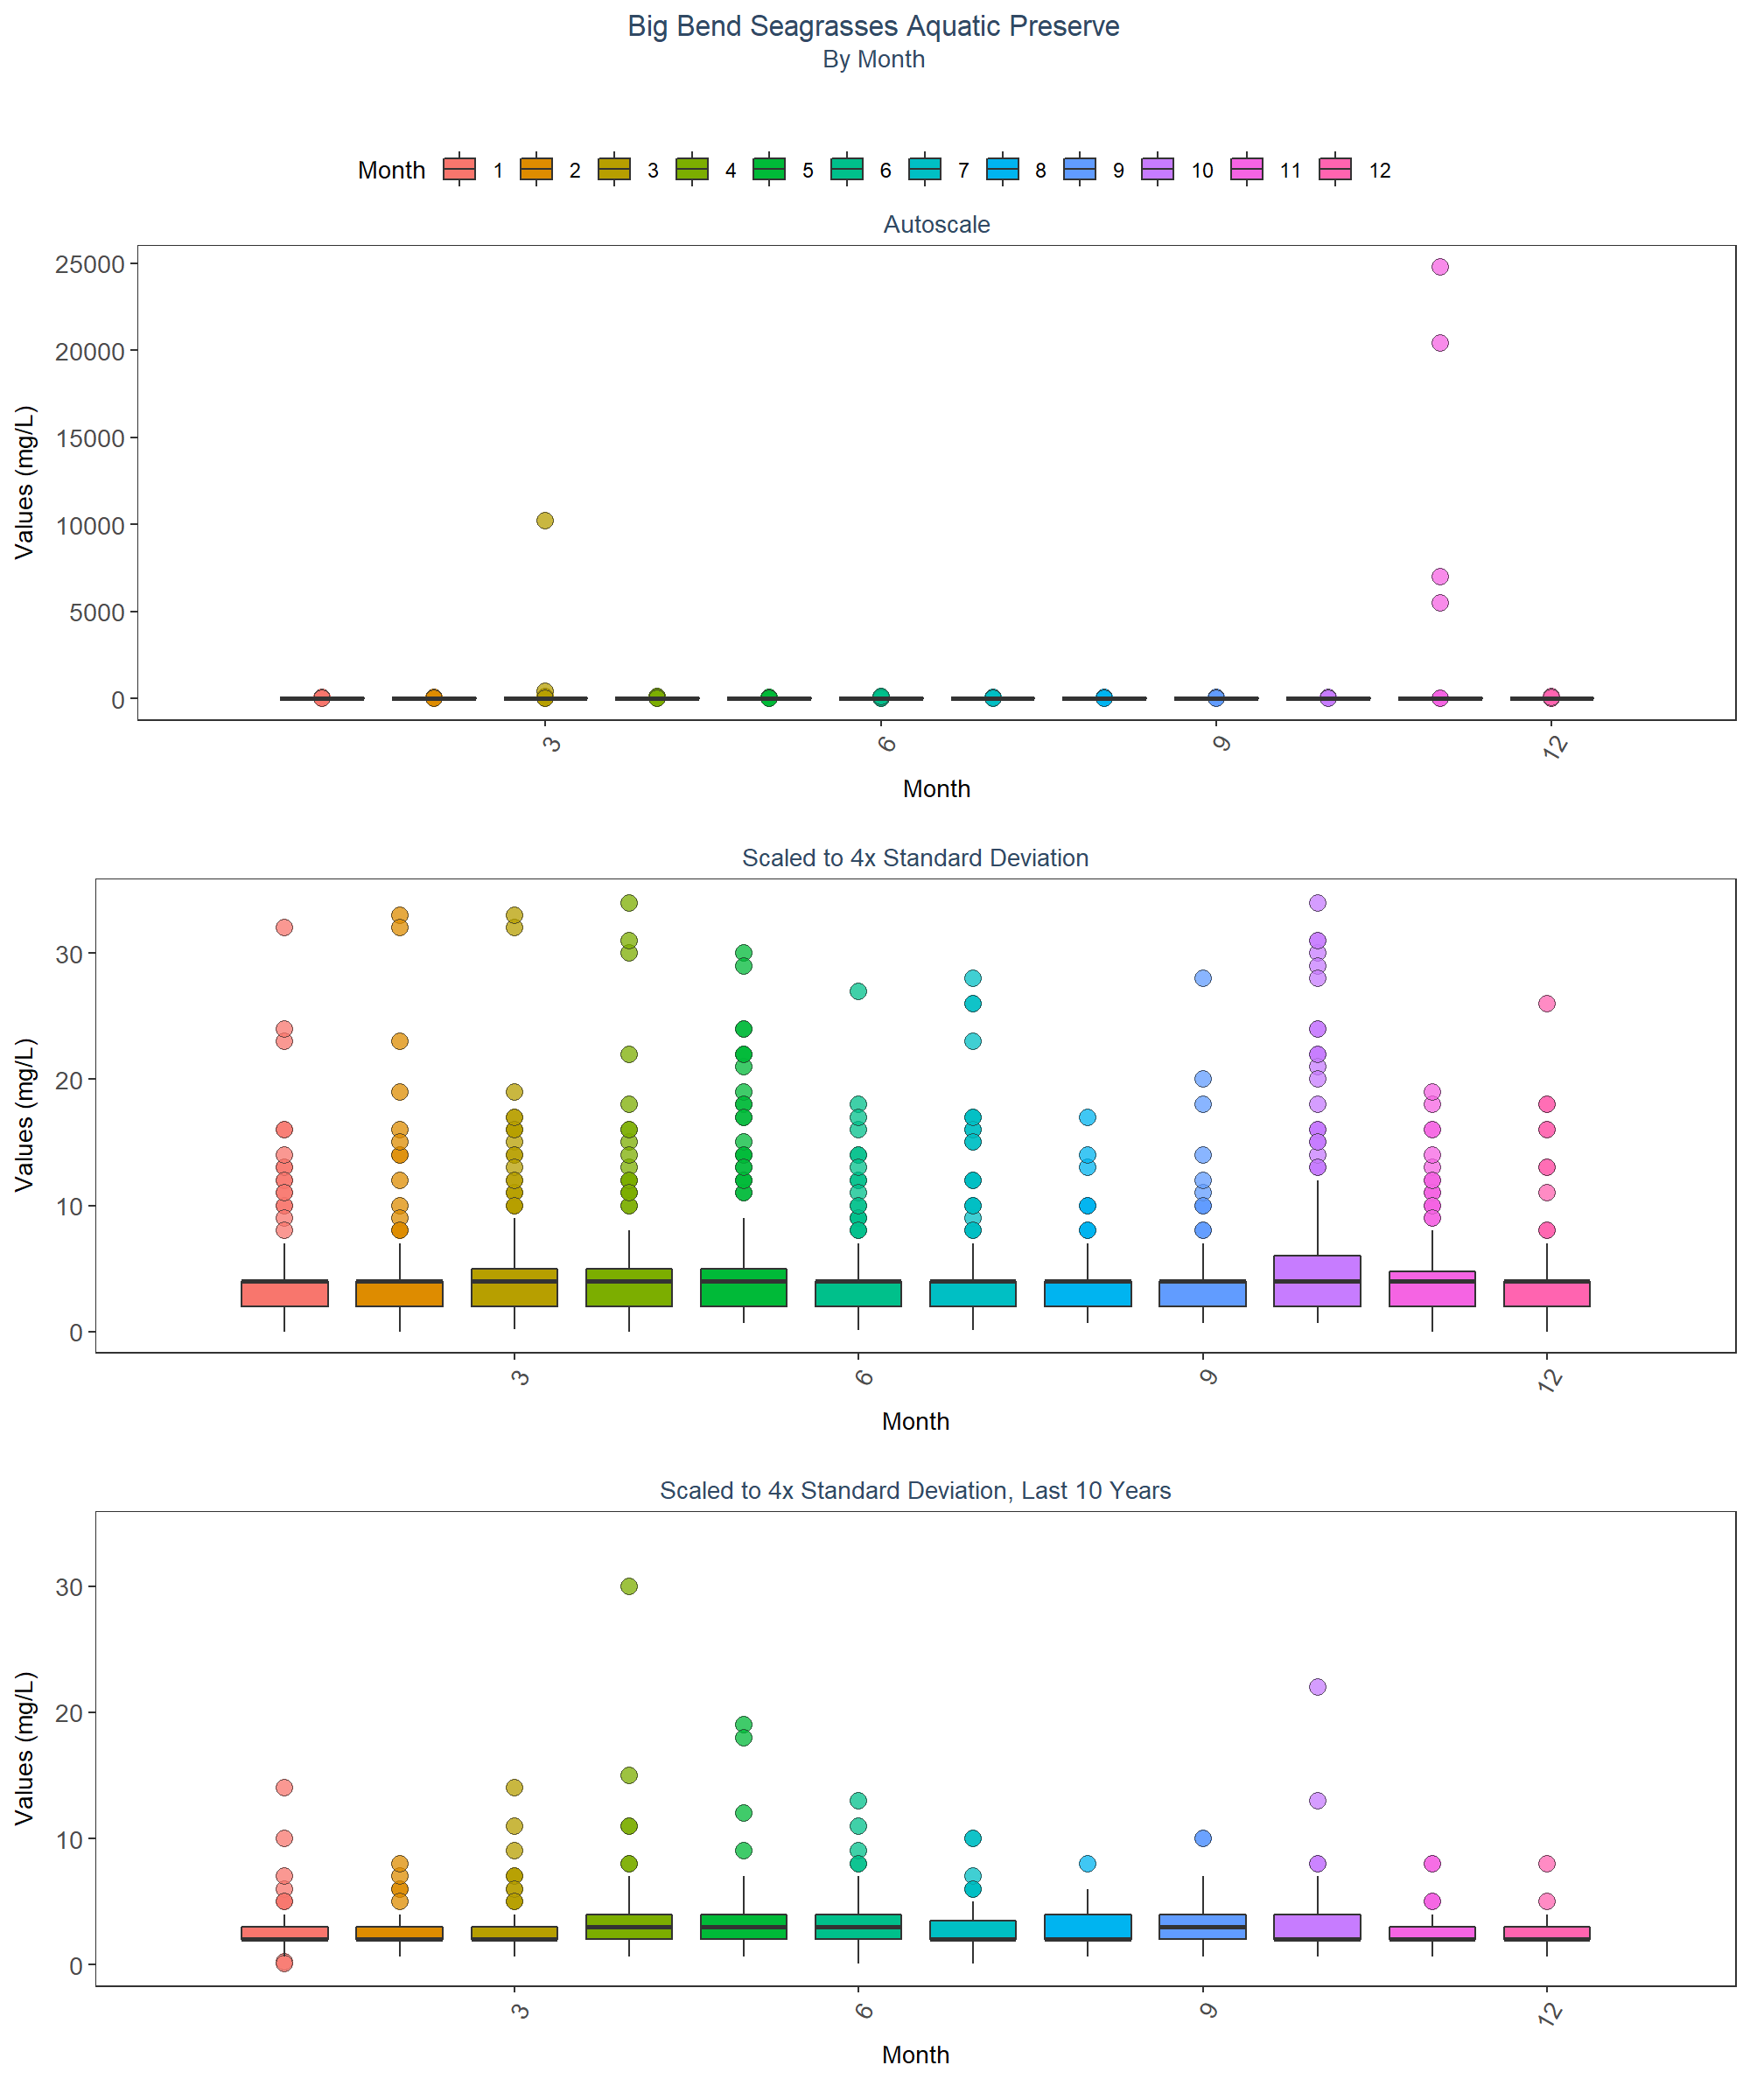 Big Bend Seagrasses Aquatic Preserve
By Month
Month 1 2 3 4 5 6 7 8 9 10 11 12
Autoscale
Values (mg/L)
25000
20000
15000
10000
5000
0
3 6 9 12
Month
Scaled to 4x Standard Deviation
Values (mg/L)
30
20
10
0
3 6 9 12
Month
Scaled to 4x Standard Deviation, Last 10 Years
Values (mg/L)
30
20
10
0
3 6 9 12
Month